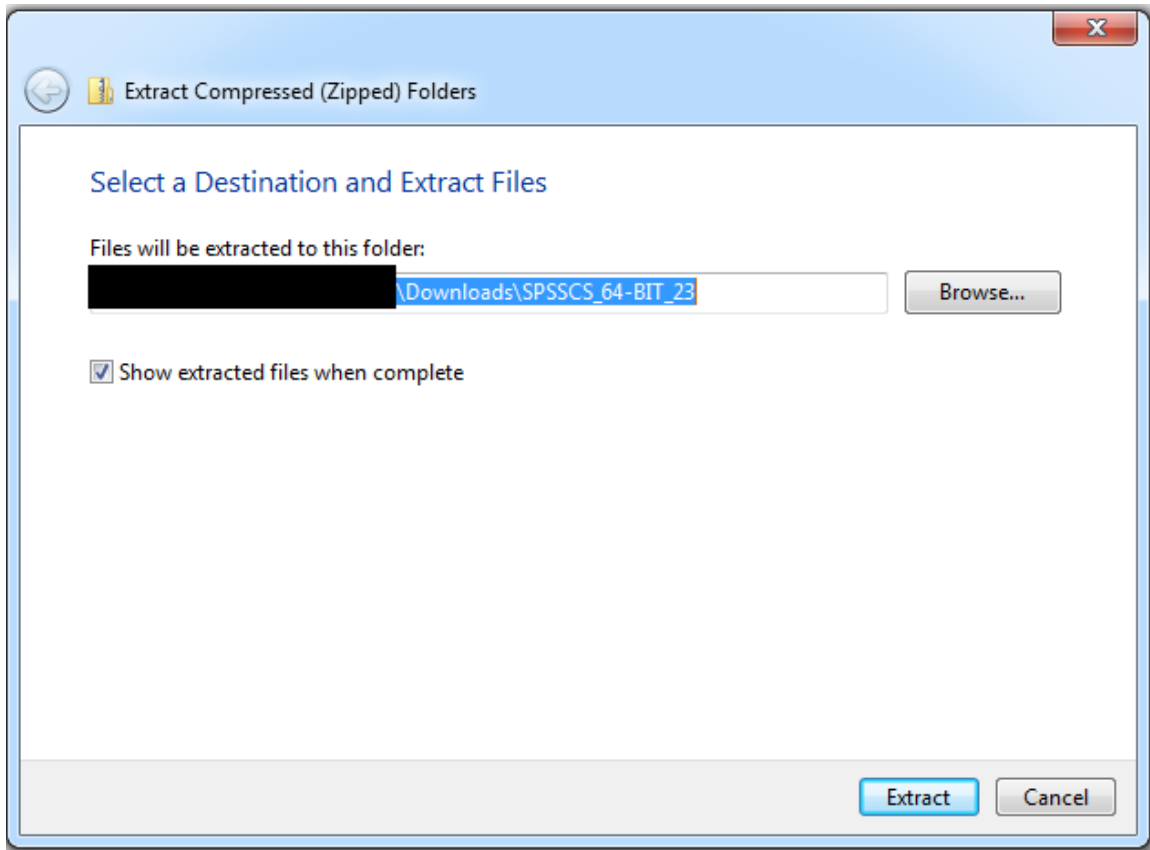 Extract Compressed (Zipped) Folders
Select a Destination and Extract Files
Files will be extracted to this folder:
\Downloads\SPSSCS_64-BIT_23
Browse...
Show extracted files when complete
Extract
Cancel